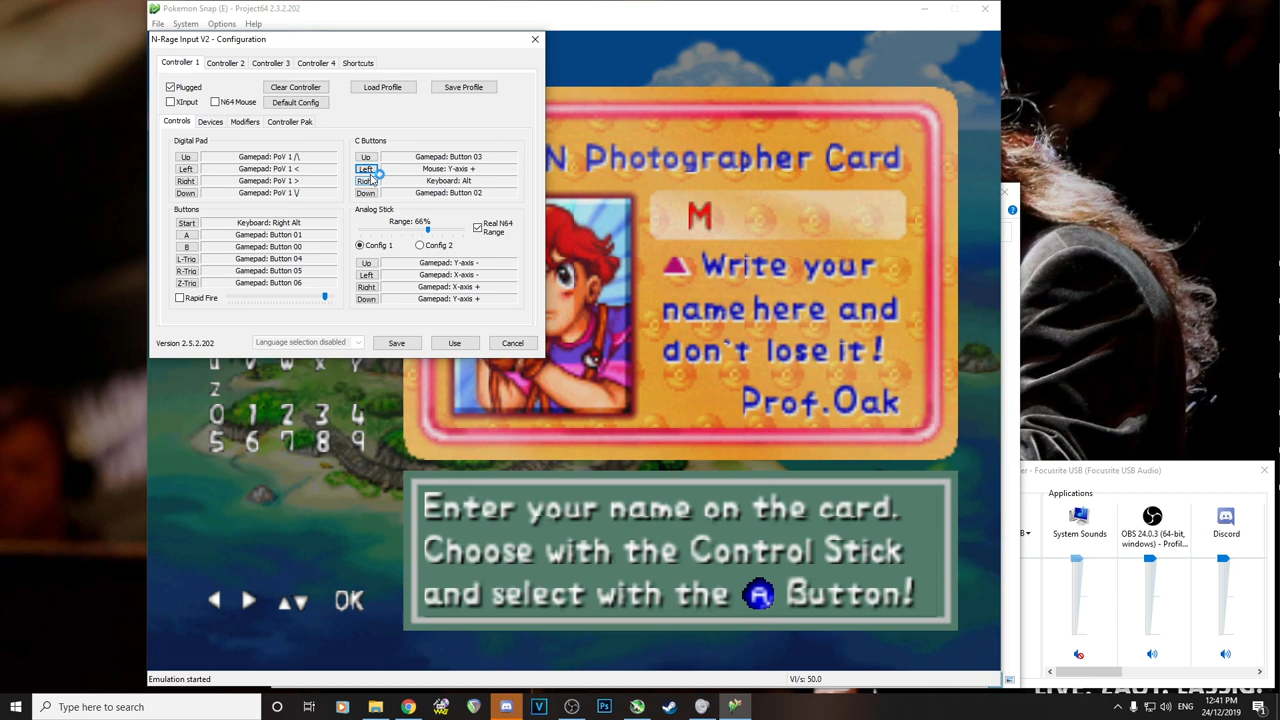 Pokemon Snap (E) - Project64 2.3.2.202
File System Options Help
N-Rage Input V2 - Configuration
Controller 1 Controller 2 Controller 3 Controller 4 Shortcuts
Plugged Clear Controller Load Profile Save Profile
XInput N64 Mouse Default Config
Controls Devices Modifiers Controller Pak
Digital Pad
Up Gamepad: PoV 1 /\
Left Gamepad: PoV 1 <
Right Gamepad: PoV 1 >
Down Gamepad: PoV 1 \/
Buttons
Start Keyboard: Right Alt
A Gamepad: Button 01
B Gamepad: Button 00
L-Trig Gamepad: Button 04
R-Trig Gamepad: Button 05
Z-Trig Gamepad: Button 06
Rapid Fire
C Buttons
Up Gamepad: Button 03
Left Mouse: Y-axis +
Right Keyboard: Alt
Down Gamepad: Button 02
Analog Stick
Range: 66% Real N64 Range
Config 1 Config 2
Up Gamepad: Y-axis -
Left Gamepad: X-axis -
Right Gamepad: X-axis +
Down Gamepad: Y-axis +
Version 2.5.2.202 Language selection disabled Save Use Cancel
N Photographer Card
M
Write your
name here and
don't lose it!
Prof.Oak
u v w x y
z
0 1 2 3 4
5 6 7 8 9
OK
Enter your name on the card.
Choose with the Control Stick
and select with the A Button!
Emulation started VI/s: 50.0
er - Focusrite USB (Focusrite USB Audio)
Applications
System Sounds
OBS 24.0.3 (64-bit,
windows) - Profil...
Discord
Type here to search
12:41 PM
24/12/2019